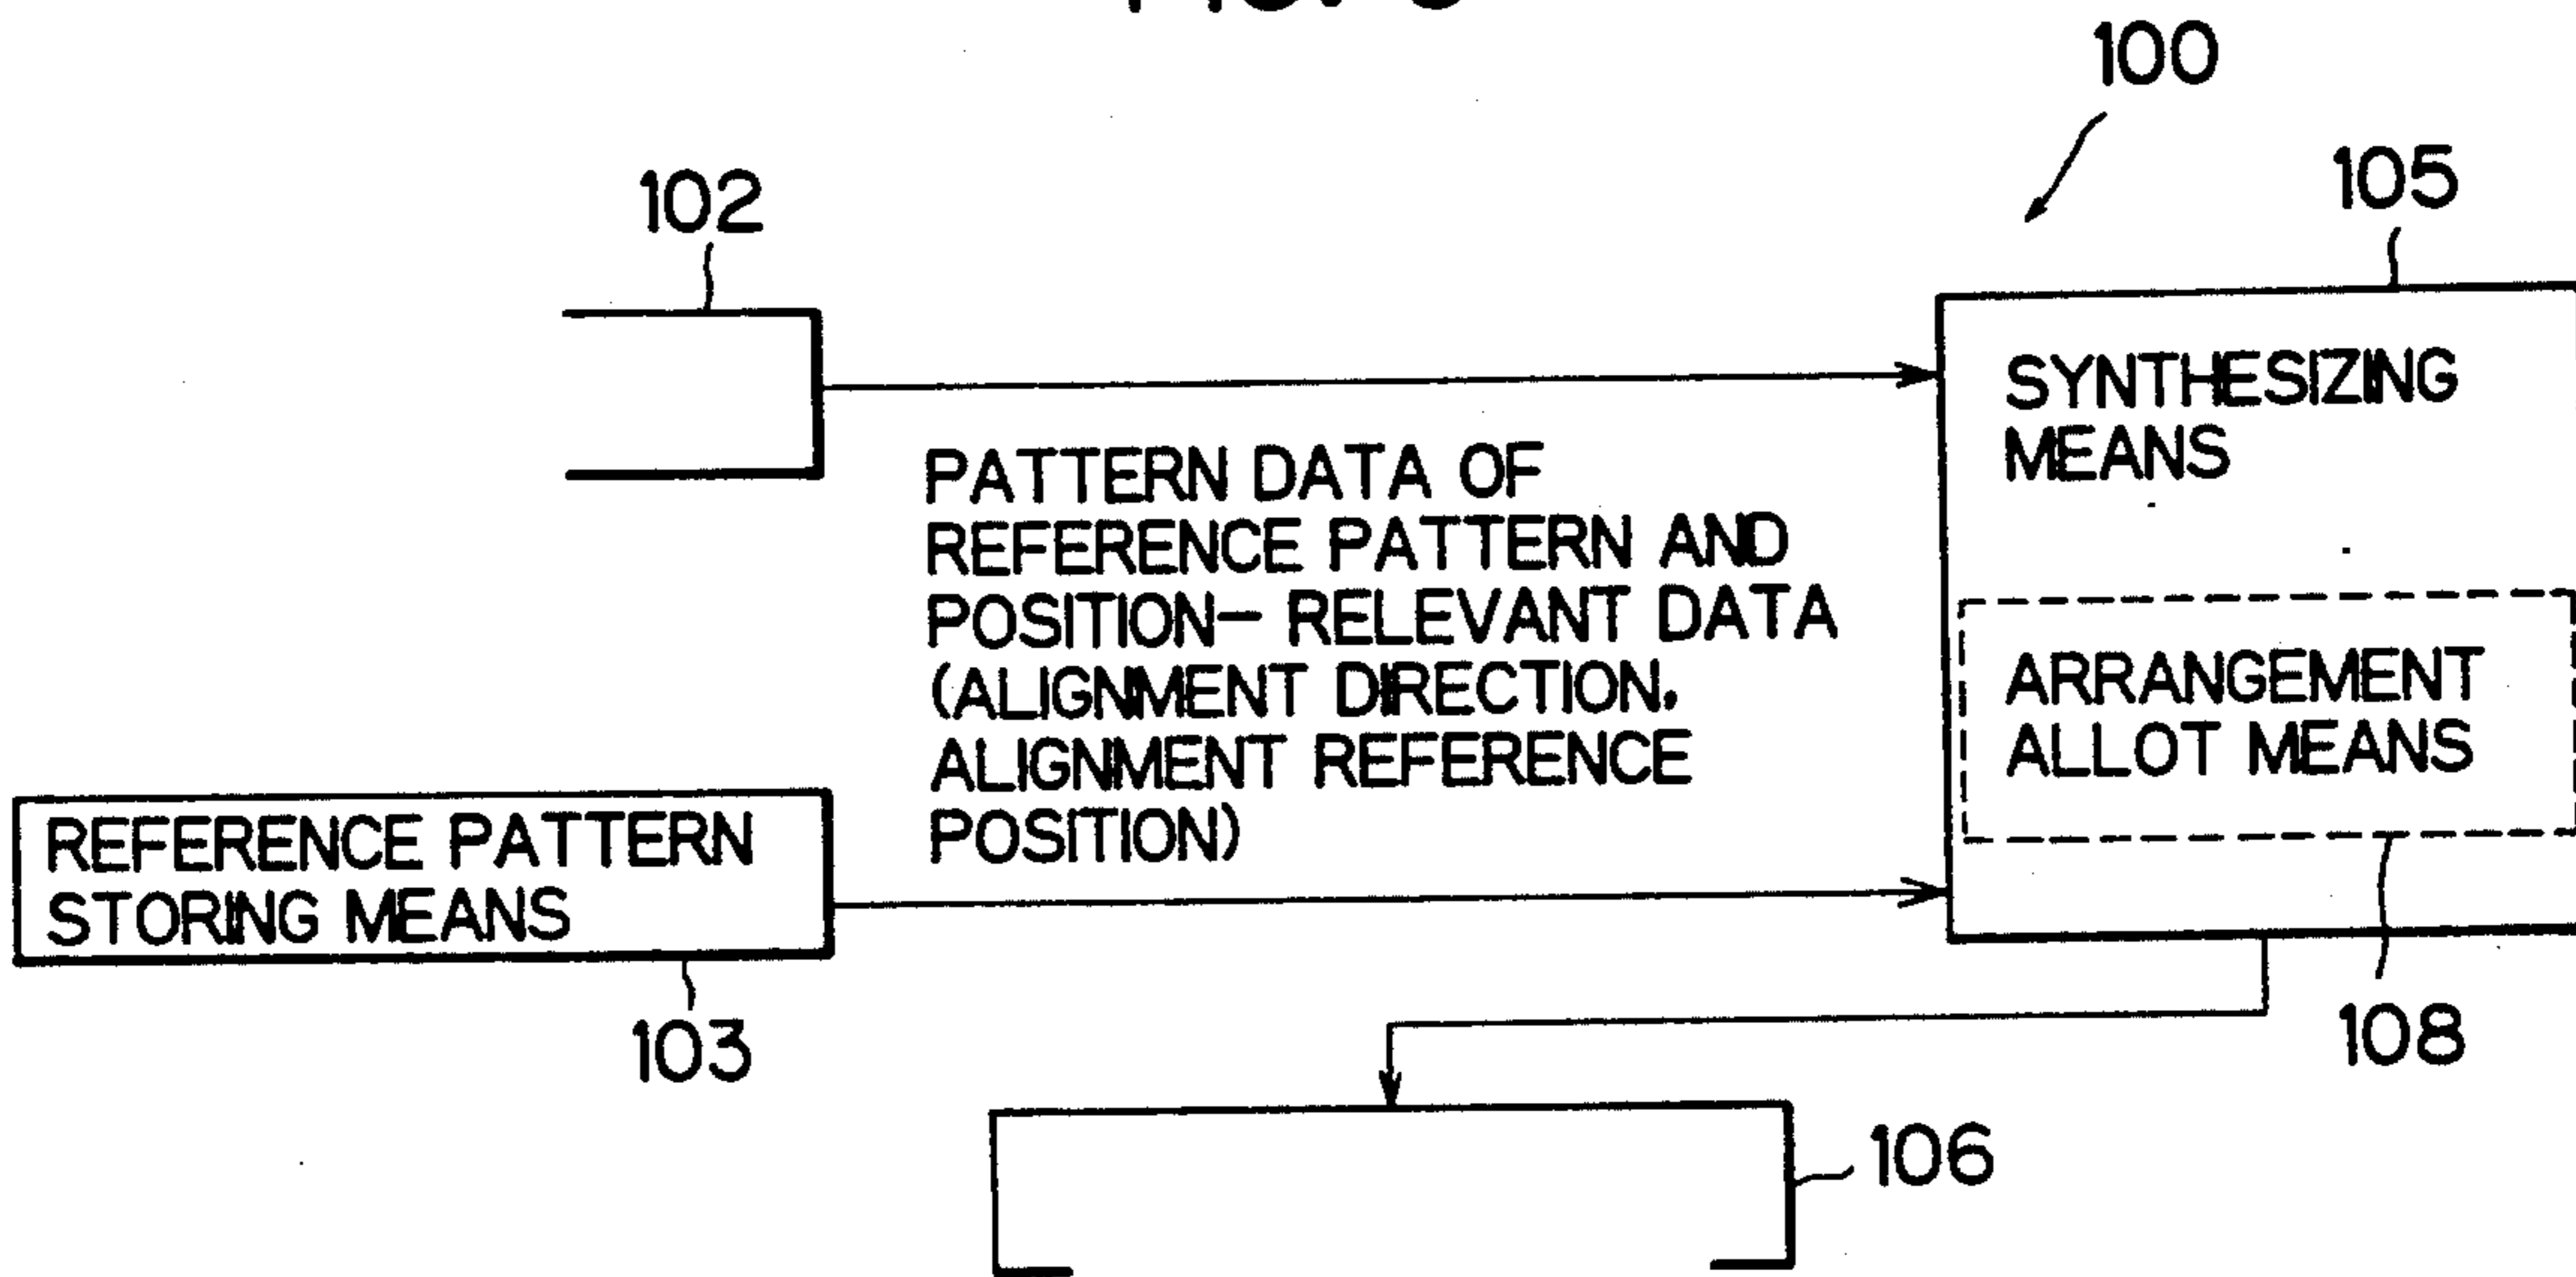 100
102
105
SYNTHESIZING
MEANS
PATTERN DATA OF
REFERENCE PATTERN AND
POSITION- RELEVANT DATA
(ALIGNMENT DIRECTION,
ALIGNMENT REFERENCE
POSITION)
ARRANGEMENT
ALLOT MEANS
REFERENCE PATTERN
STORING MEANS
103
108
106